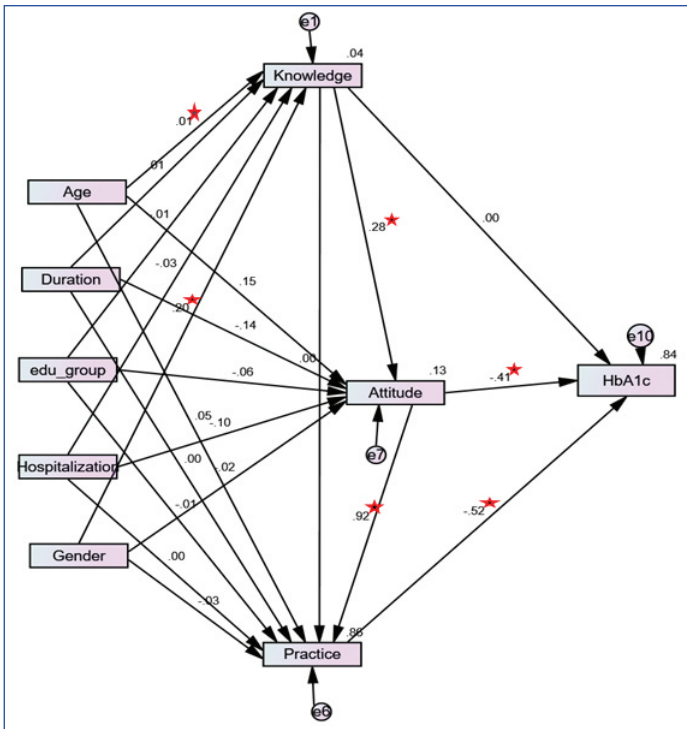 e1
.04
Knowledge
.01
.01
Age
-.01
-.03
.28
.00
Duration
.20
.15
-.14
e10
.84
edu_group
-.06
.00
.13
HbA1c
Attitude
-.41
.05
-.10
e7
Hospitalization
.00
-.02
-.01
.92
-.52
Gender
.00
-.03
.86
Practice
e6